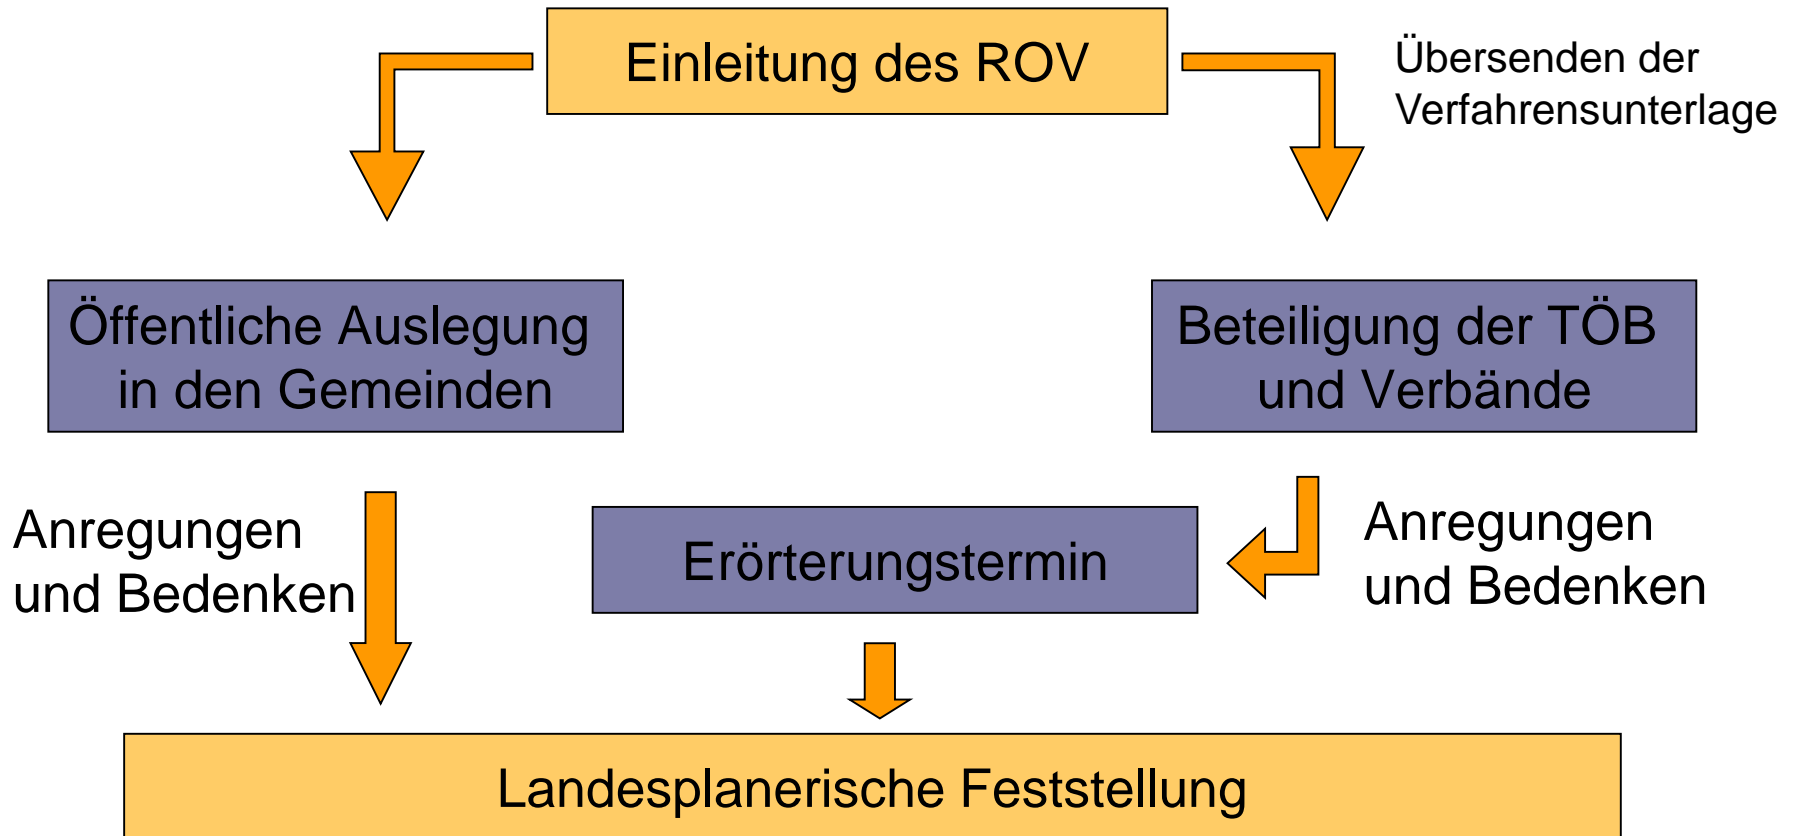 Einleitung des ROV
Übersenden der
Verfahrensunterlage
Öffentliche Auslegung
in den Gemeinden
Beteiligung der TÖB
und Verbände
Anregungen
und Bedenken
Erörterungstermin
Anregungen
und Bedenken
Landesplanerische Feststellung